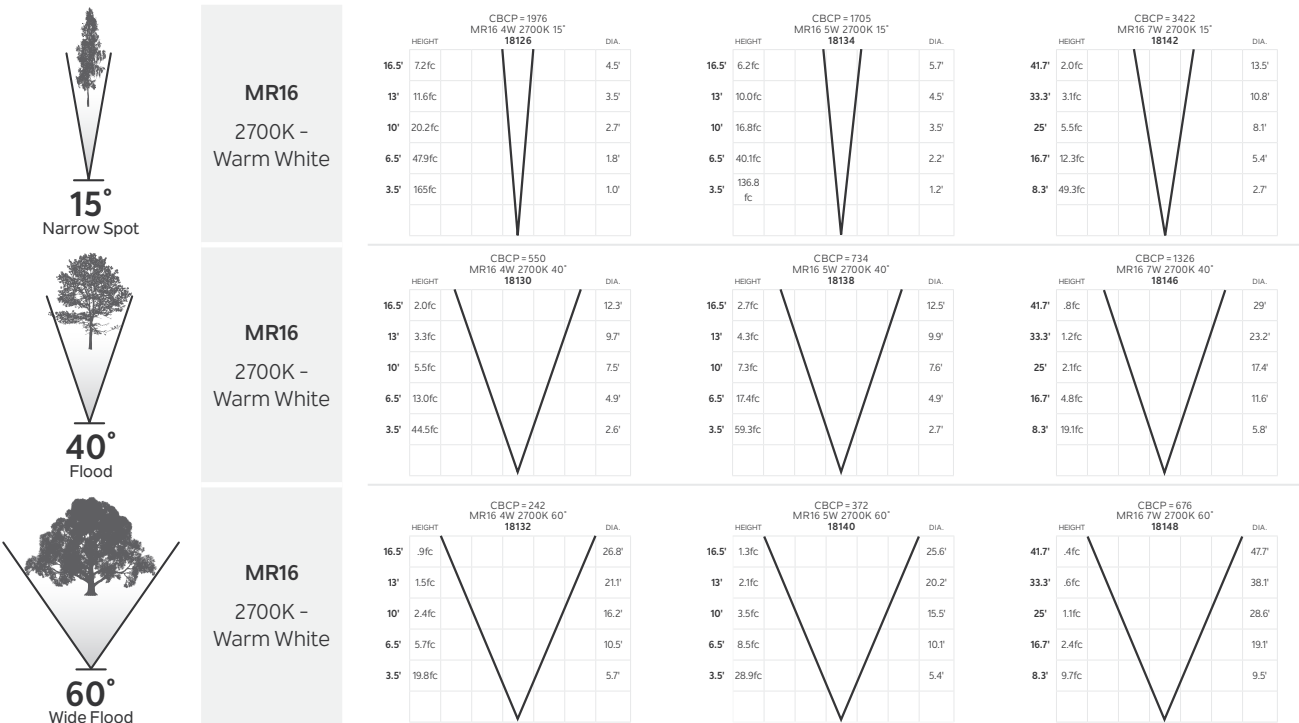 15°
Narrow Spot
MR16
2700K -
Warm White
CBCP = 1976
MR16 4W 2700K 15°
HEIGHT 18126 DIA.
16.5' 7.2fc 4.5'
13' 11.6fc 3.5'
10' 20.2fc 2.7'
6.5' 47.9fc 1.8'
3.5' 165fc 1.0'
CBCP = 1705
MR16 5W 2700K 15°
HEIGHT 18134 DIA.
16.5' 6.2fc 5.7'
13' 10.0fc 4.5'
10' 16.8fc 3.5'
6.5' 40.1fc 2.2'
3.5' 136.8 1.2'
fc
CBCP = 3422
MR16 7W 2700K 15°
HEIGHT 18142 DIA.
41.7' 2.0fc 13.5'
33.3' 3.1fc 10.8'
25' 5.5fc 8.1'
16.7' 12.3fc 5.4'
8.3' 49.3fc 2.7'
40°
Flood
MR16
2700K -
Warm White
CBCP = 550
MR16 4W 2700K 40°
HEIGHT 18130 DIA.
16.5' 2.0fc 12.3'
13' 3.3fc 9.7'
10' 5.5fc 7.5'
6.5' 13.0fc 4.9'
3.5' 44.5fc 2.6'
CBCP = 734
MR16 5W 2700K 40°
HEIGHT 18138 DIA.
16.5' 2.7fc 12.5'
13' 4.3fc 9.9'
10' 7.3fc 7.6'
6.5' 17.4fc 4.9'
3.5' 59.3fc 2.7'
CBCP = 1326
MR16 7W 2700K 40°
HEIGHT 18146 DIA.
41.7' .8fc 29'
33.3' 1.2fc 23.2'
25' 2.1fc 17.4'
16.7' 4.8fc 11.6'
8.3' 19.1fc 5.8'
60°
Wide Flood
MR16
2700K -
Warm White
CBCP = 242
MR16 4W 2700K 60°
HEIGHT 18132 DIA.
16.5' .9fc 26.8'
13' 1.5fc 21.1'
10' 2.4fc 16.2'
6.5' 5.7fc 10.5'
3.5' 19.8fc 5.7'
CBCP = 372
MR16 5W 2700K 60°
HEIGHT 18140 DIA.
16.5' 1.3fc 25.6'
13' 2.1fc 20.2'
10' 3.5fc 15.5'
6.5' 8.5fc 10.1'
3.5' 28.9fc 5.4'
CBCP = 676
MR16 7W 2700K 60°
HEIGHT 18148 DIA.
41.7' .4fc 47.7'
33.3' .6fc 38.1'
25' 1.1fc 28.6'
16.7' 2.4fc 19.1'
8.3' 9.7fc 9.5'